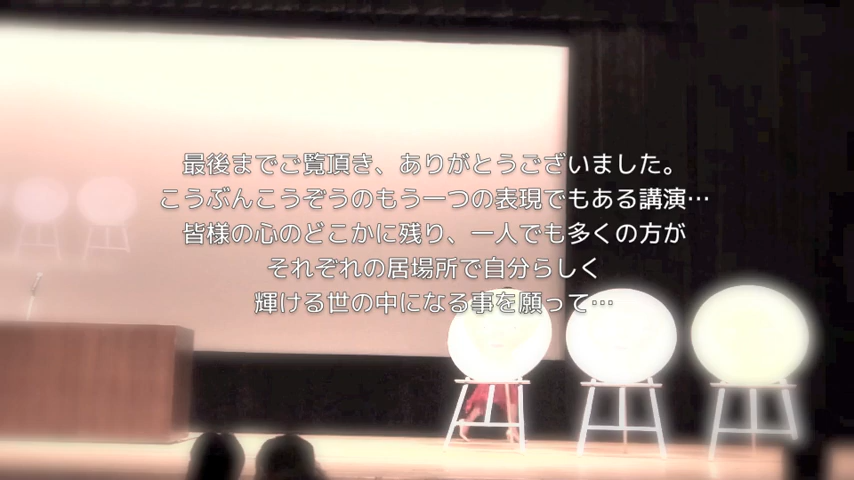 最後までご覧頂き、ありがとうございました。
こうぶんこうぞうのもう一つの表現でもある講演…
皆様の心のどこかに残り、一人でも多くの方が
それぞれの居場所で自分らしく
輝ける世の中になる事を願って…